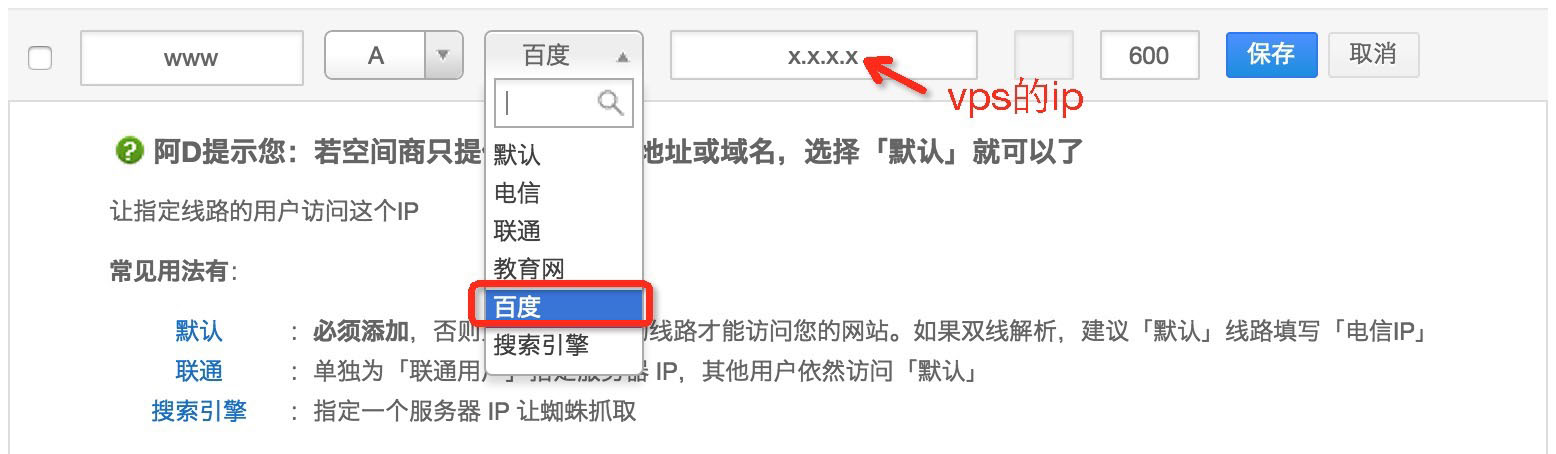 www A 百度 x.x.x.x 600 保存 取消
vps的ip
默认
电信
联通
教育网
百度
搜索引擎
阿D提示您：若空间商只提 地址或域名，选择「默认」就可以了
让指定线路的用户访问这个IP
常见用法有：
默认 ：必须添加，否则 线路才能访问您的网站。如果双线解析，建议「默认」线路填写「电信IP」
联通 ：单独为「联通用户」指定服务器 IP，其他用户依然访问「默认」
搜索引擎 ：指定一个服务器 IP 让蜘蛛抓取